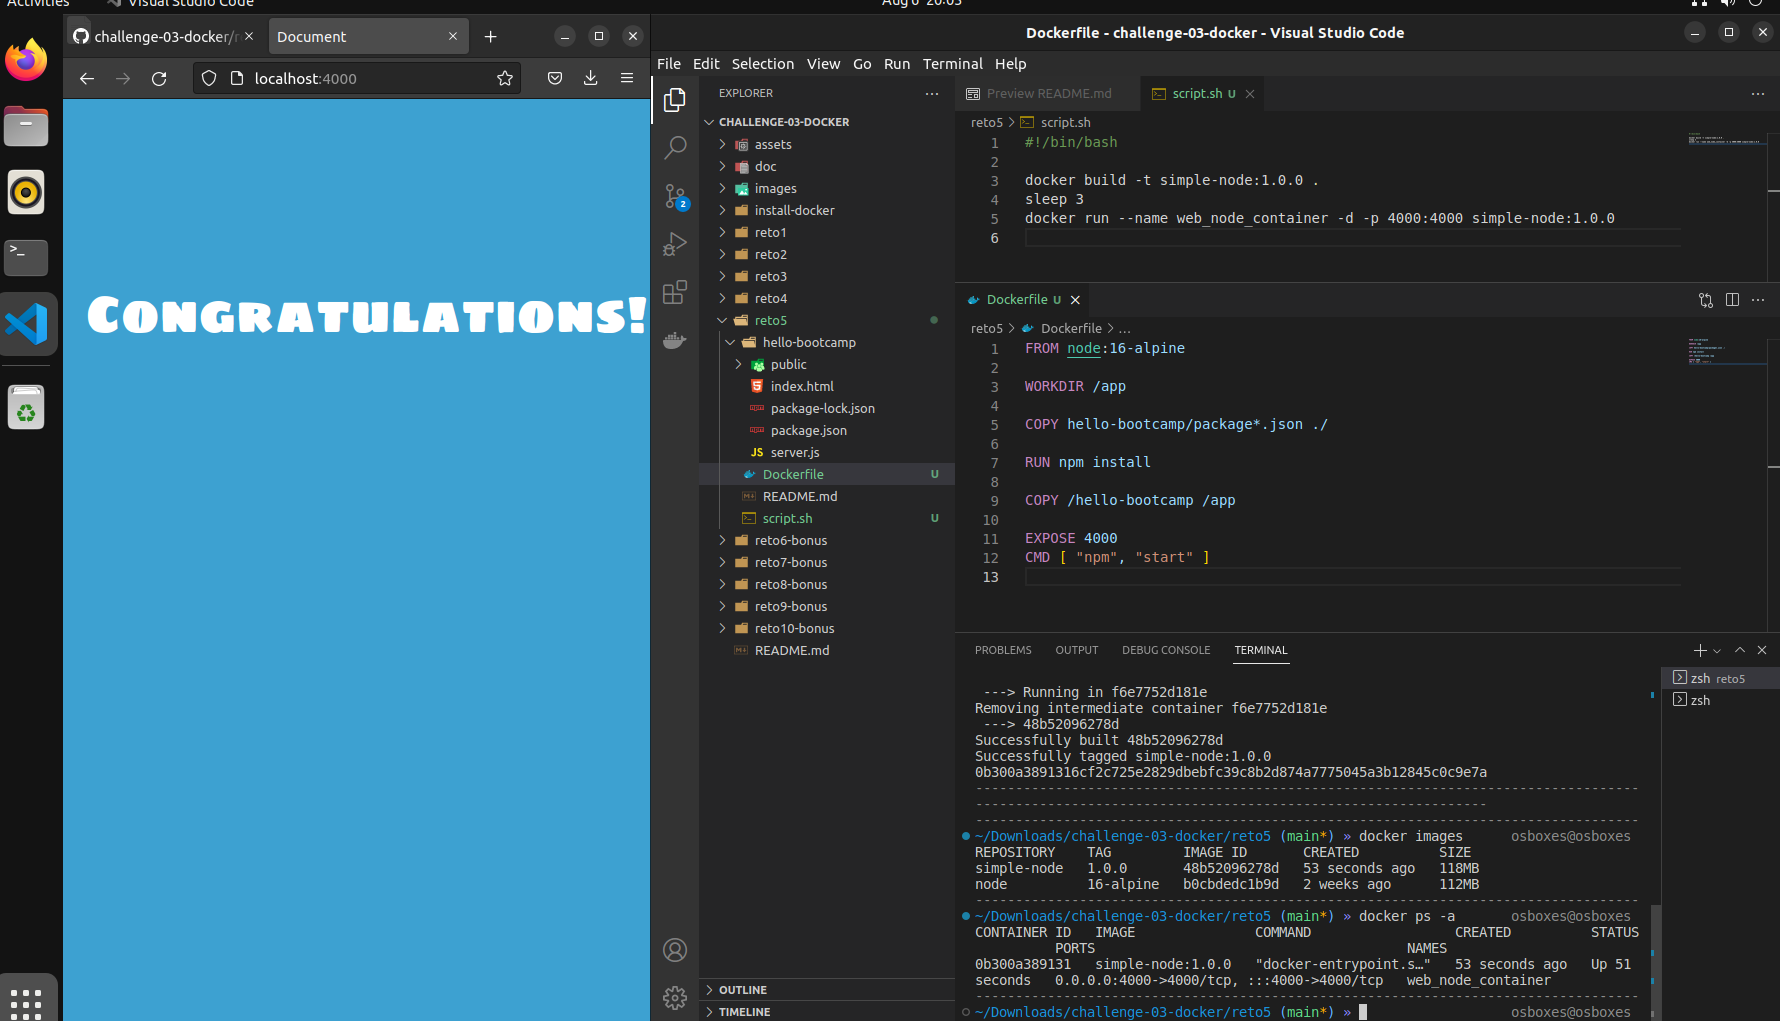 Activities
Visual Studio Code
Aug 6 20:03
challenge-03-docker/r
Document
localhost:4000
Congratulations!
Dockerfile - challenge-03-docker - Visual Studio Code
File Edit Selection View Go Run Terminal Help
EXPLORER
CHALLENGE-03-DOCKER
assets
doc
images
install-docker
reto1
reto2
reto3
reto4
reto5
hello-bootcamp
public
index.html
package-lock.json
package.json
JS server.js
Dockerfile U
README.md
script.sh U
reto6-bonus
reto7-bonus
reto8-bonus
reto9-bonus
reto10-bonus
README.md
OUTLINE
TIMELINE
2
Preview README.md
script.sh U
reto5 > script.sh
1 #!/bin/bash
2
3 docker build -t simple-node:1.0.0 .
4 sleep 3
5 docker run --name web_node_container -d -p 4000:4000 simple-node:1.0.0
6
Dockerfile U
reto5 > Dockerfile > ...
1 FROM node:16-alpine
2
3 WORKDIR /app
4
5 COPY hello-bootcamp/package*.json ./
6
7 RUN npm install
8
9 COPY /hello-bootcamp /app
10
11 EXPOSE 4000
12 CMD [ "npm", "start" ]
13
PROBLEMS OUTPUT DEBUG CONSOLE TERMINAL
zsh reto5
zsh
---> Running in f6e7752d181e
Removing intermediate container f6e7752d181e
---> 48b52096278d
Successfully built 48b52096278d
Successfully tagged simple-node:1.0.0
0b300a3891316cf2c725e2829dbebfc39c8b2d874a7775045a3b12845c0c9e7a
~/Downloads/challenge-03-docker/reto5 (main*) » docker images osboxes@osboxes
REPOSITORY TAG IMAGE ID CREATED SIZE
simple-node 1.0.0 48b52096278d 53 seconds ago 118MB
node 16-alpine b0cbdedc1b9d 2 weeks ago 112MB
~/Downloads/challenge-03-docker/reto5 (main*) » docker ps -a osboxes@osboxes
CONTAINER ID IMAGE COMMAND CREATED STATUS
PORTS NAMES
0b300a389131 simple-node:1.0.0 "docker-entrypoint.s…" 53 seconds ago Up 51
seconds 0.0.0.0:4000->4000/tcp, :::4000->4000/tcp web_node_container
~/Downloads/challenge-03-docker/reto5 (main*) » osboxes@osboxes